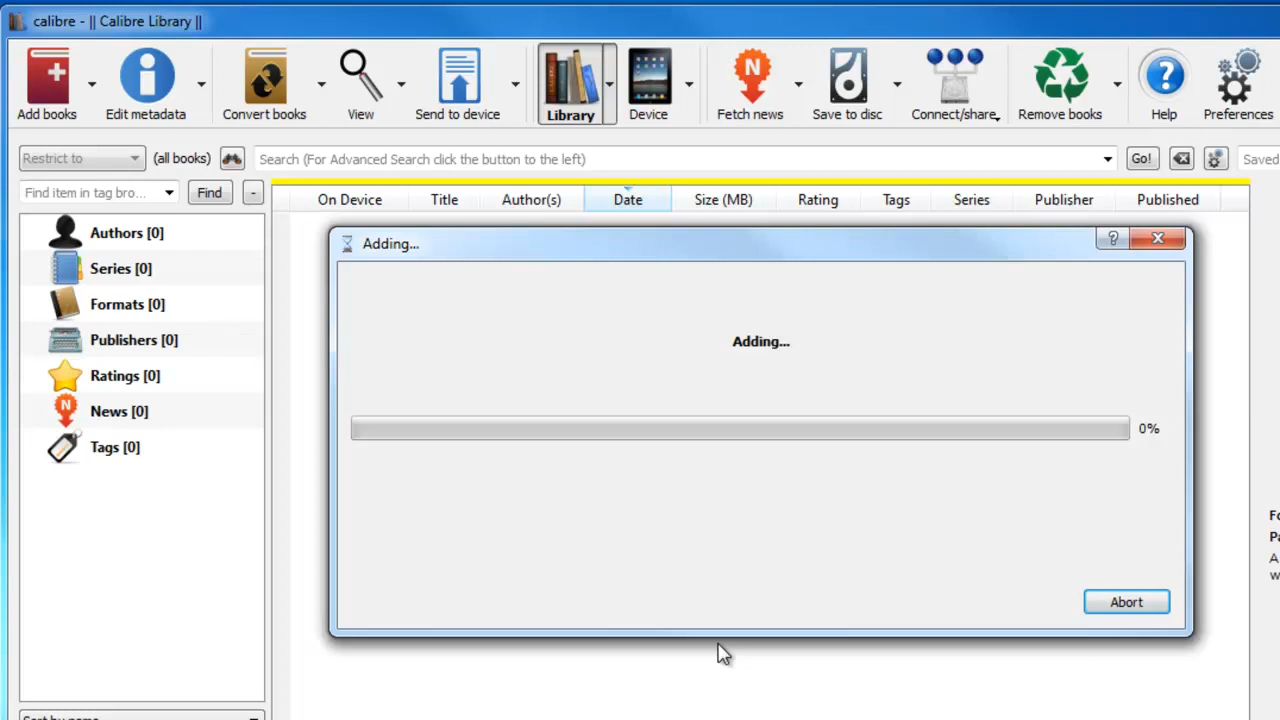 calibre - || Calibre Library ||
Add books Edit metadata Convert books View Send to device Library Device Fetch news Save to disc Connect/share Remove books Help Preferences
Restrict to (all books) Search (For Advanced Search click the button to the left) Go! Saved
Find item in tag bro... Find -
On Device Title Author(s) Date Size (MB) Rating Tags Series Publisher Published
Authors [0]
Series [0]
Formats [0]
Publishers [0]
Ratings [0]
News [0]
Tags [0]
Adding...
Adding...
0%
Abort
Sort by name